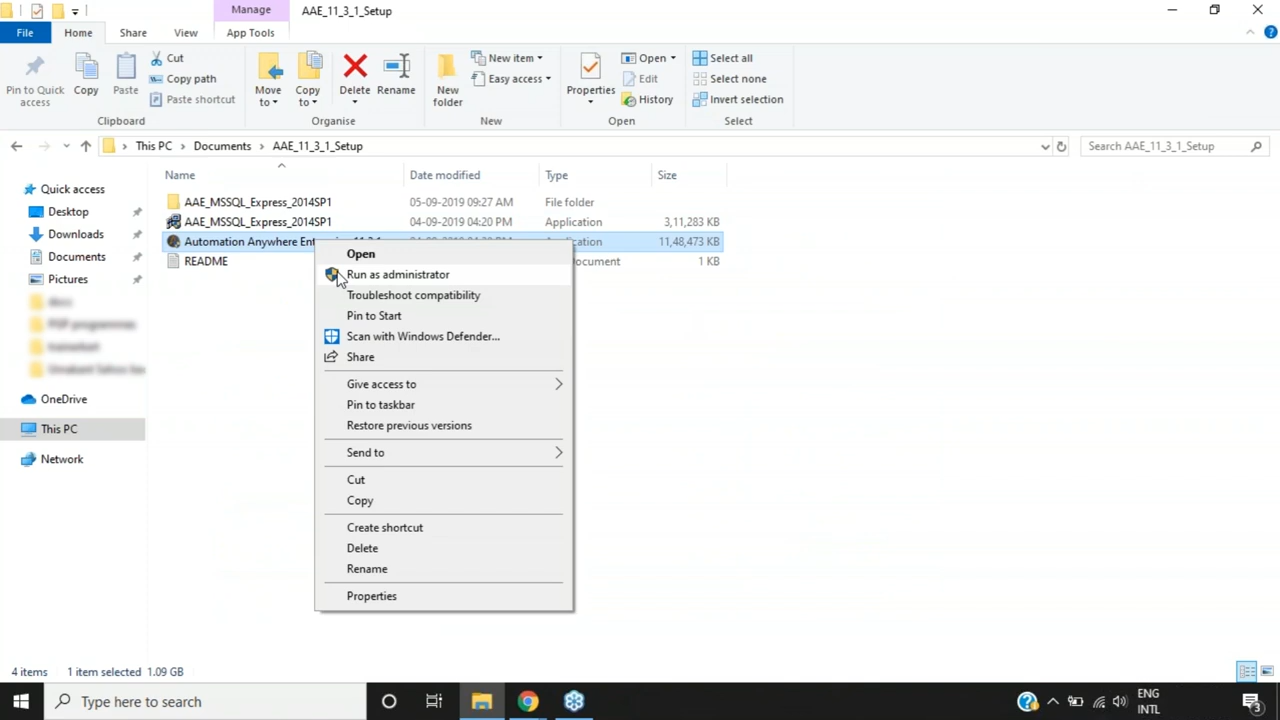 Manage
AAE_11_3_1_Setup
File
Home
Share
View
App Tools
Pin to Quick access
Copy
Paste
Cut
Copy path
Paste shortcut
Clipboard
Move to
Copy to
Delete
Rename
Organise
New folder
New item
Easy access
New
Properties
Open
Edit
History
Open
Select all
Select none
Invert selection
Select
This PC
Documents
AAE_11_3_1_Setup
Search AAE_11_3_1_Setup
Name
Date modified
Type
Size
AAE_MSSQL_Express_2014SP1
05-09-2019 09:27 AM
File folder
AAE_MSSQL_Express_2014SP1
04-09-2019 04:20 PM
Application
3,11,283 KB
Automation Anywhere
11,48,473 KB
README
1 KB
Quick access
Desktop
Downloads
Documents
Pictures
OneDrive
This PC
Network
Open
Run as administrator
Troubleshoot compatibility
Pin to Start
Scan with Windows Defender...
Share
Give access to
Pin to taskbar
Restore previous versions
Send to
Cut
Copy
Create shortcut
Delete
Rename
Properties
4 items
1 item selected 1.09 GB
Type here to search
ENG
INTL
3